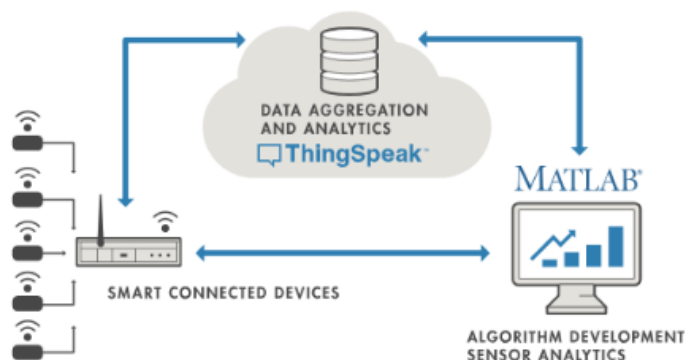 DATA AGGREGATION
AND ANALYTICS
ThingSpeak™
MATLAB®
SMART CONNECTED DEVICES
ALGORITHM DEVELOPMENT
SENSOR ANALYTICS